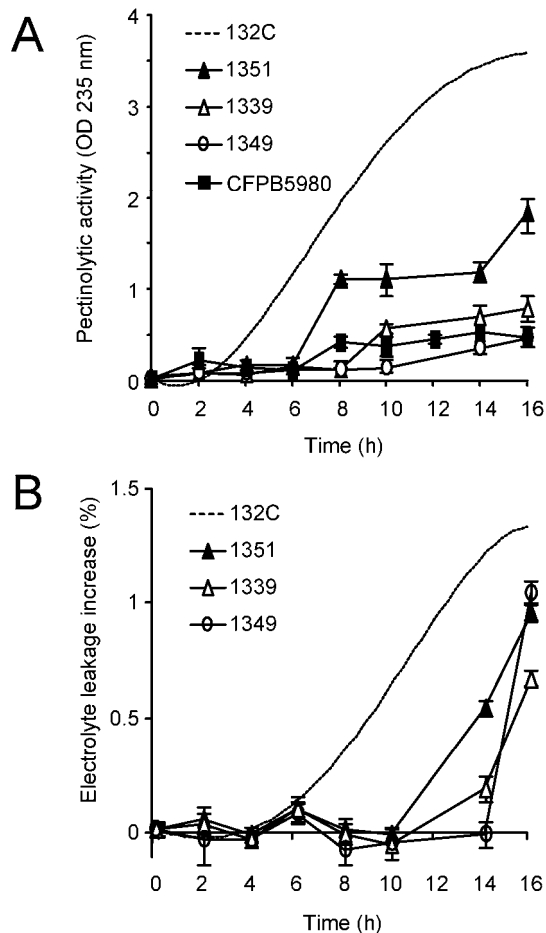 A
Pectinolytic activity (OD 235 nm)
4
3
2
1
0
132C
1351
1339
1349
CFPB5980
0 2 4 6 8 10 12 14 16
Time (h)
B
Electrolyte leakage increase (%)
1.5
1
0.5
0
132C
1351
1339
1349
0 2 4 6 8 10 12 14 16
Time (h)